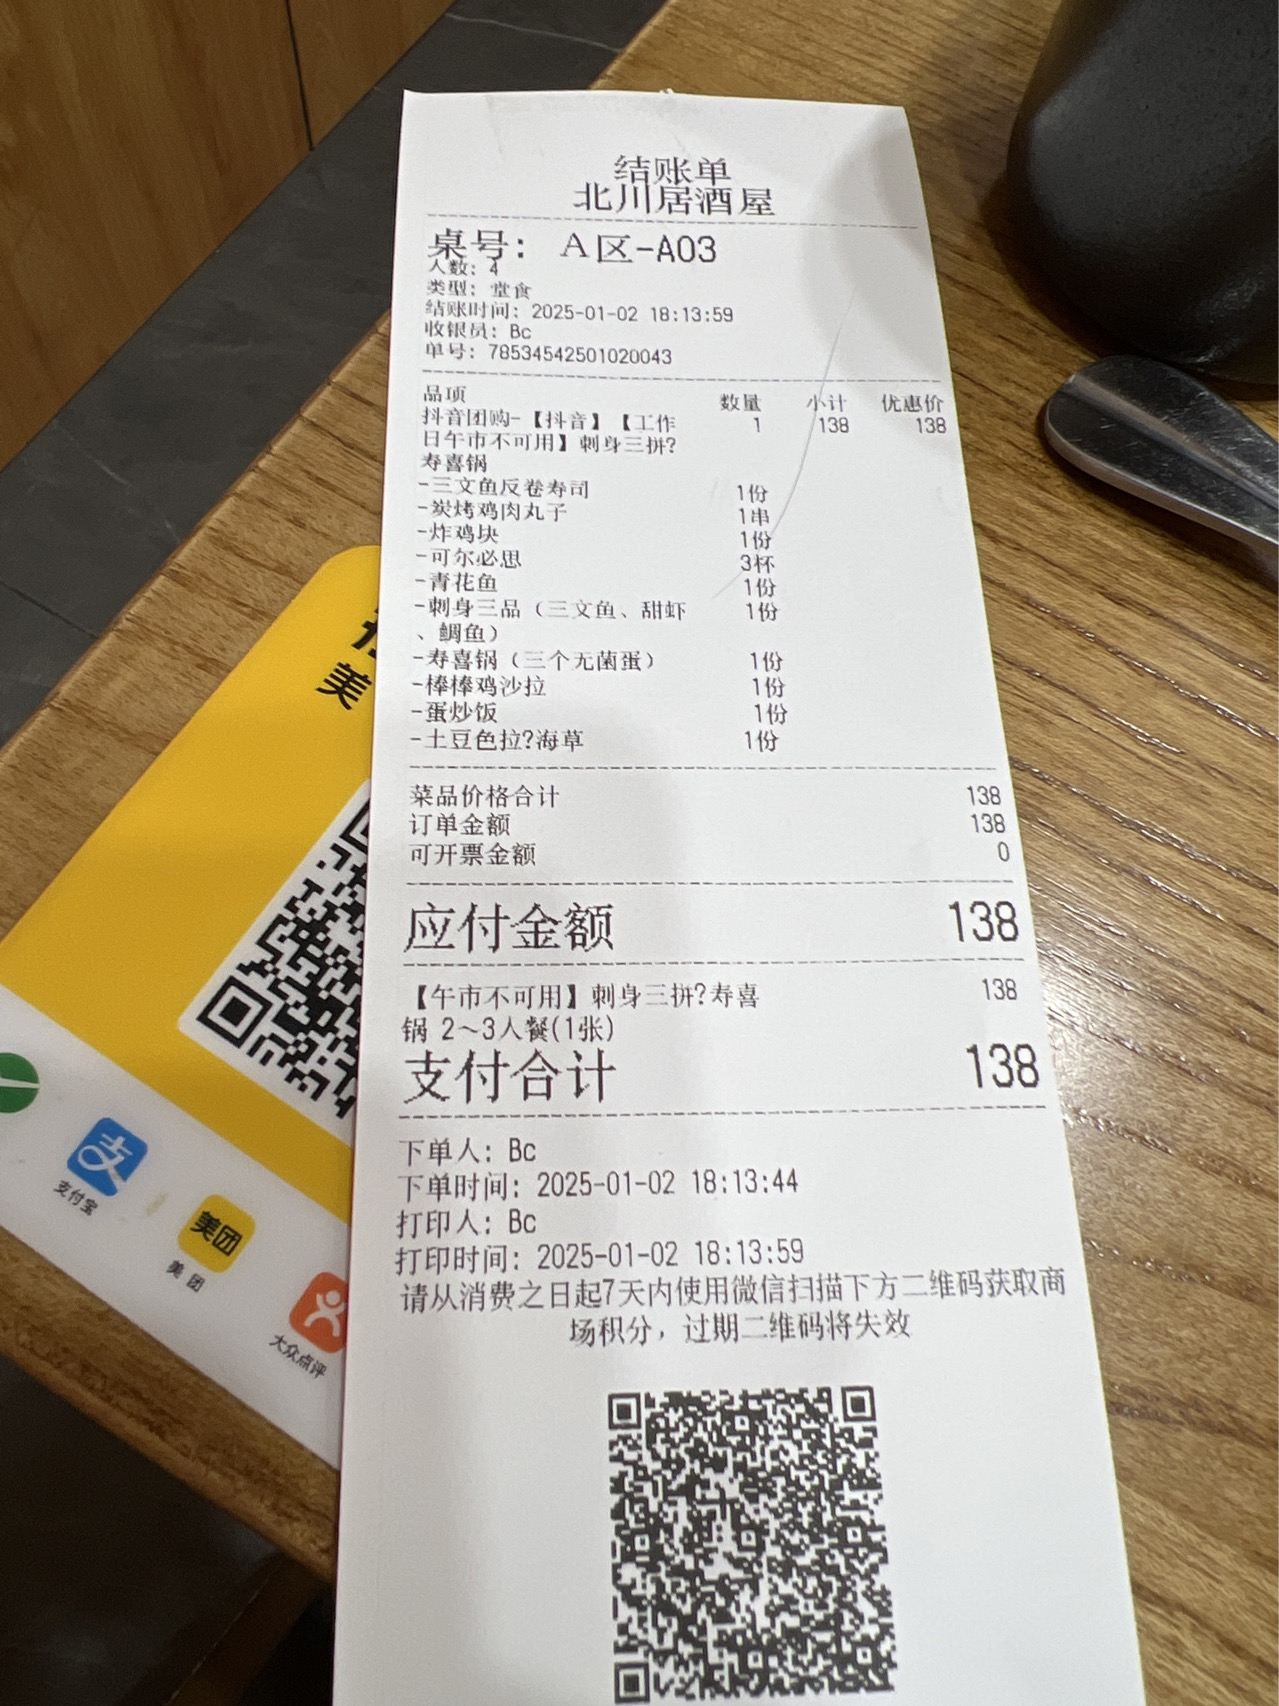 结账单
北川居酒屋
桌号: A区-A03
人数: 4
类型: 堂食
结账时间: 2025-01-02 18:13:59
收银员: Bc
单号: 78534542501020043
品项 数量 小计 优惠价
抖音团购-【抖音】【工作 1 138 138
日午市不可用】刺身三拼?
寿喜锅
-三文鱼反卷寿司 1份
-炭烤鸡肉丸子 1串
-炸鸡块 1份
-可尔必思 3杯
-青花鱼 1份
-刺身三品（三文鱼、甜虾 1份
、鲷鱼）
-寿喜锅（三个无菌蛋） 1份
-棒棒鸡沙拉 1份
-蛋炒饭 1份
-土豆色拉?海草 1份
菜品价格合计 138
订单金额 138
可开票金额 0
应付金额 138
【午市不可用】刺身三拼?寿喜 138
锅 2～3人餐(1张)
支付合计 138
下单人: Bc
下单时间: 2025-01-02 18:13:44
打印人: Bc
打印时间: 2025-01-02 18:13:59
请从消费之日起7天内使用微信扫描下方二维码获取商
场积分，过期二维码将失效
美
支付宝
美团
美团
大众点评